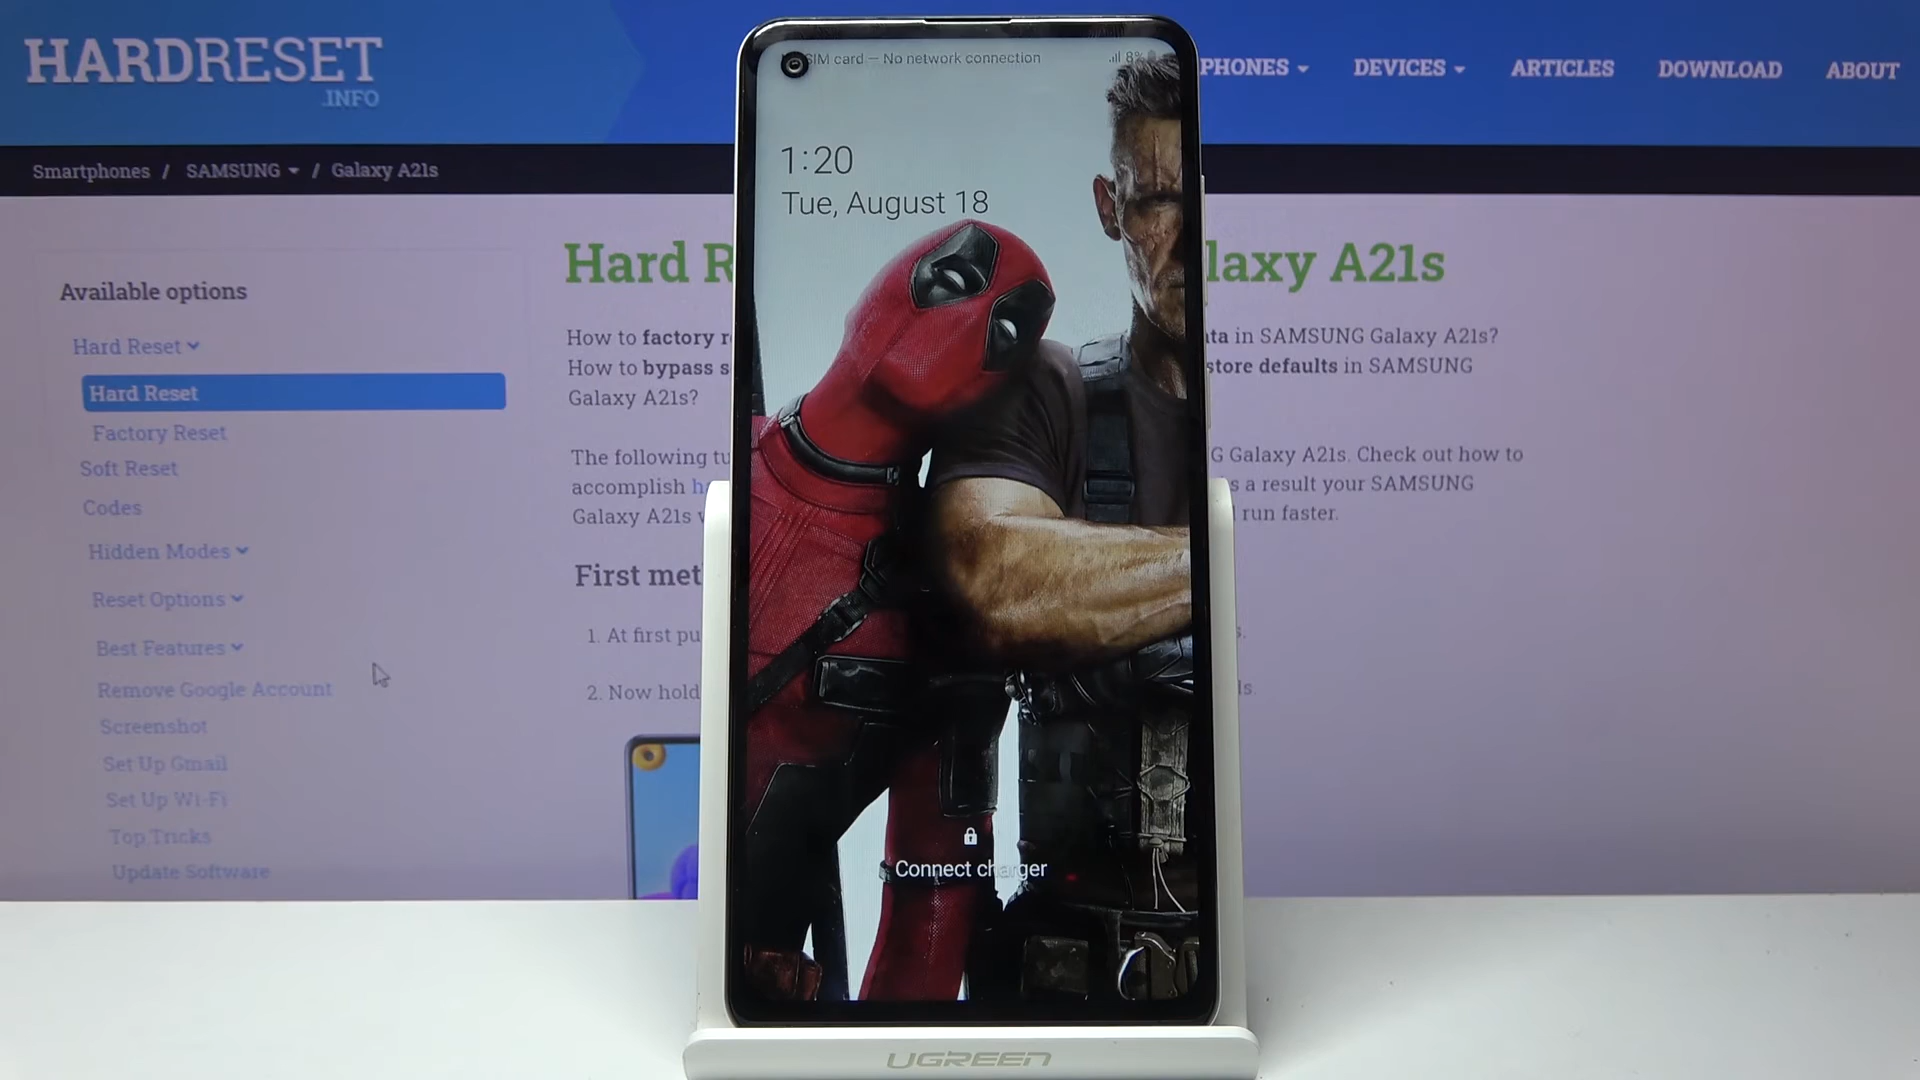 HARDRESET
.INFO
PHONES DEVICES ARTICLES DOWNLOAD ABOUT
Smartphones / SAMSUNG / Galaxy A21s
Available options
Hard Reset
Hard Reset
Factory Reset
Soft Reset
Codes
Hidden Modes
Reset Options
Best Features
Remove Google Account
Screenshot
Set Up Gmail
Set Up Wi-Fi
Top Tricks
Update Software
Hard R laxy A21s
How to factory r ta in SAMSUNG Galaxy A21s?
How to bypass s store defaults in SAMSUNG
Galaxy A21s?
The following tu G Galaxy A21s. Check out how to
accomplish h s a result your SAMSUNG
Galaxy A21s run faster.
First met
1. At first pu
2. Now hold ds.
SIM card – No network connection 8%
1:20
Tue, August 18
Connect charger
UGREEN